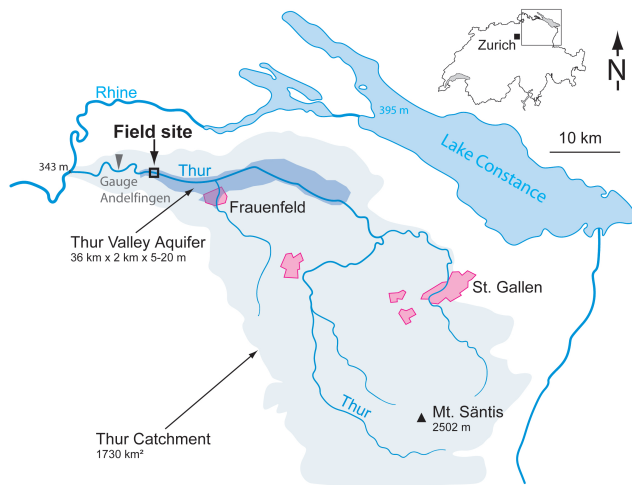 Zurich
N
Rhine
395 m
Field site
10 km
Lake Constance
343 m
Thur
Gauge
Andelfingen
Frauenfeld
Thur Valley Aquifer
36 km x 2 km x 5-20 m
St. Gallen
Thur
Mt. Säntis
2502 m
Thur Catchment
1730 km²